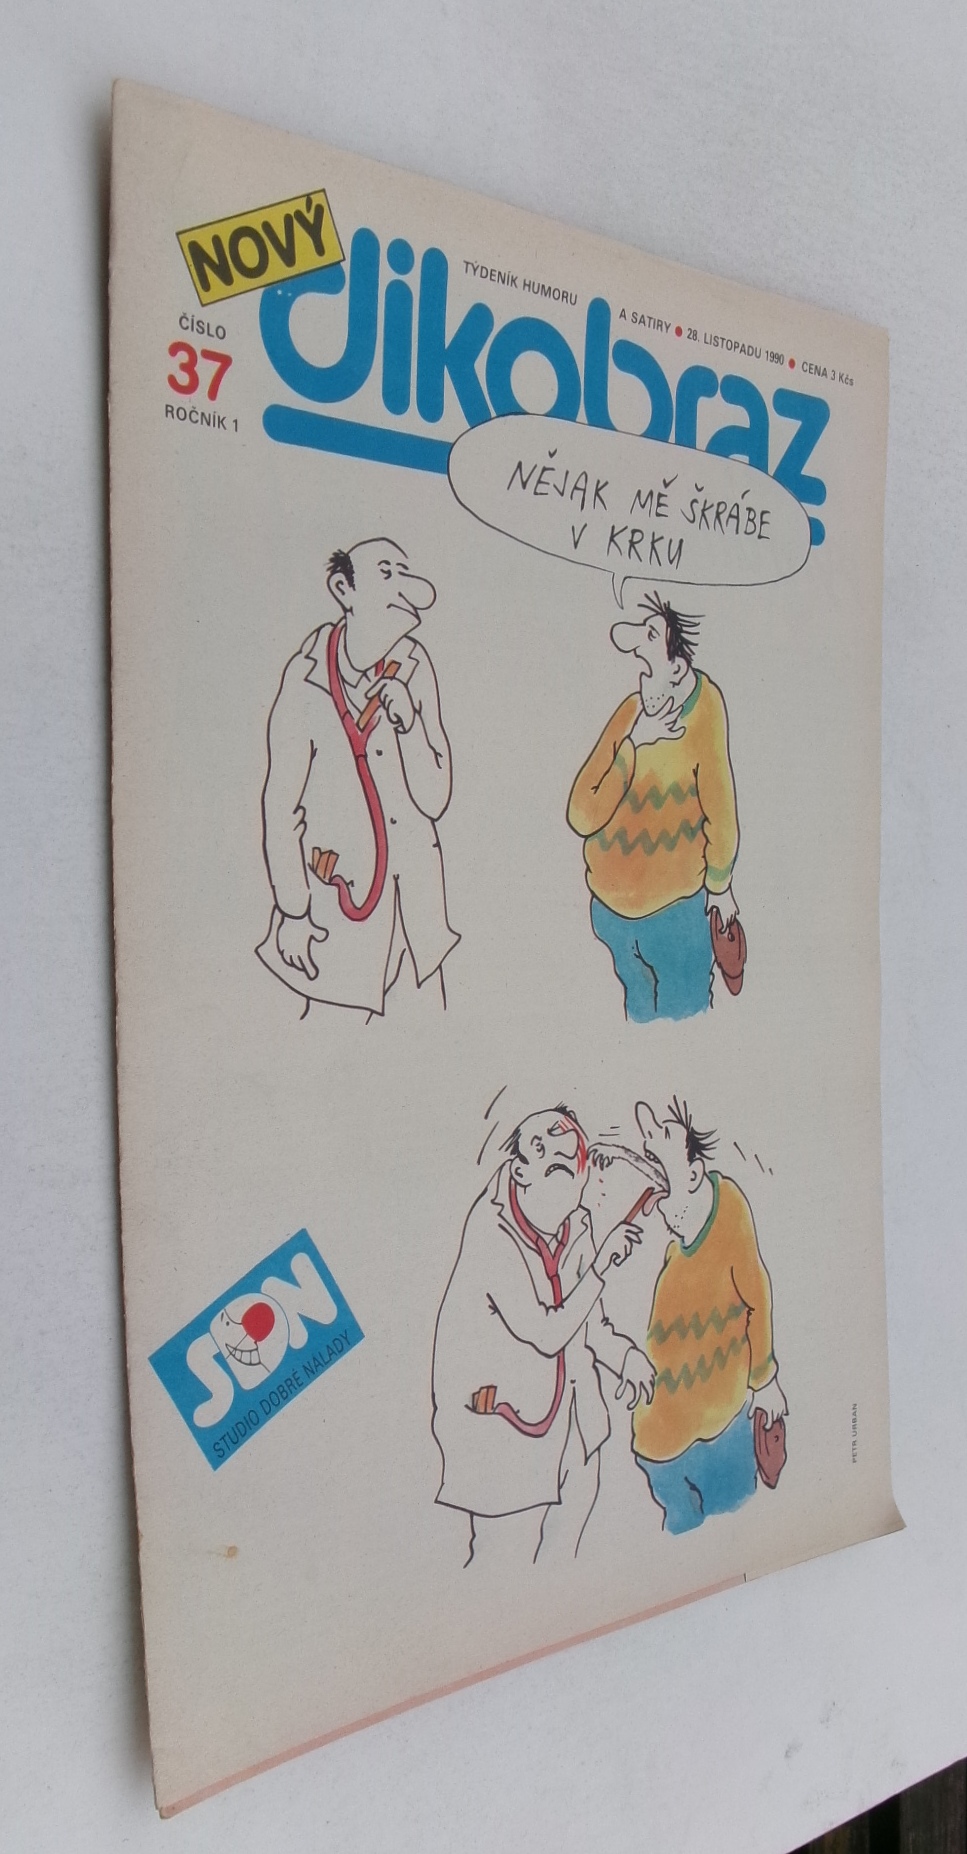 NOVÝ
dikobraz
TÝDENÍK HUMORU A SATIRY ● 28. LISTOPADU 1990 ● CENA 3 Kčs
ČÍSLO
37
ROČNÍK 1
NĚJAK MĚ ŠKRÁBE
V KRKU
SDN
STUDIO DOBRÉ NÁLADY
PETR URBAN